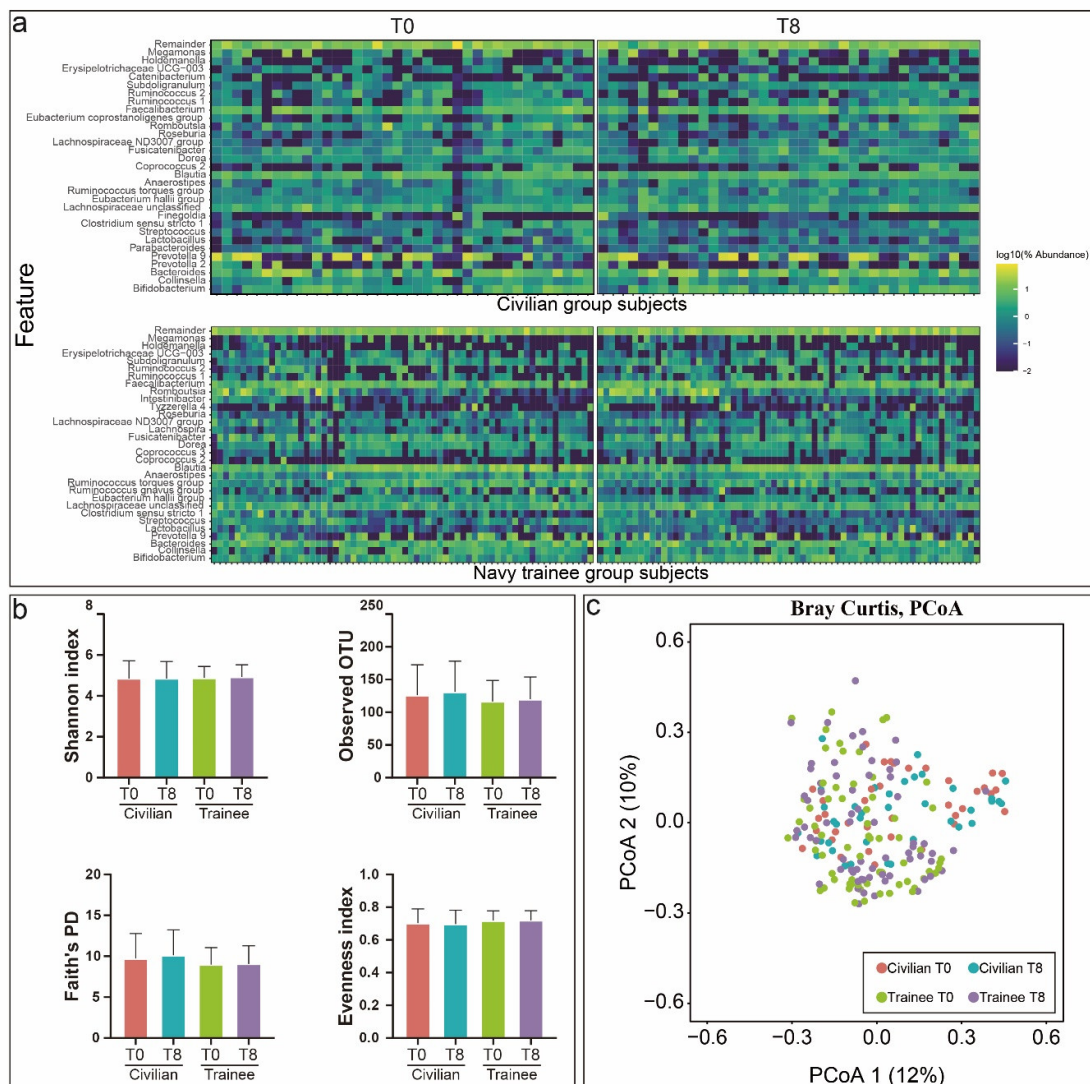 a
T0
T8
Feature
Remainder
Megamonas
Holdemanella
Erysipelotrichaceae UCG-003
Catenibacterium
Subdoligranulum
Ruminococcus 2
Ruminococcus 1
Faecalibacterium
Eubacterium coprostanoligenes group
Romboutsia
Roseburia
Lachnospiraceae ND3007 group
Fusicatenibacter
Dorea
Coprococcus 2
Blautia
Anaerostipes
Ruminococcus torques group
Eubacterium hallii group
Lachnospiraceae unclassified
Finegoldia
Clostridium sensu stricto 1
Streptococcus
Lactobacillus
Parabacteroides
Prevotella 9
Prevotella 2
Bacteroides
Collinsella
Bifidobacterium
Civilian group subjects
log10(% Abundance)
1
0
-1
-2
Remainder
Megamonas
Holdemanella
Erysipelotrichaceae UCG-003
Subdoligranulum
Ruminococcus 2
Ruminococcus 1
Faecalibacterium
Romboutsia
Intestinibacter
Tyzzerella 4
Roseburia
Lachnospiraceae ND3007 group
Lachnospira
Fusicatenibacter
Dorea
Coprococcus 3
Coprococcus 2
Blautia
Anaerostipes
Ruminococcus torques group
Ruminococcus gnavus group
Eubacterium hallii group
Lachnospiraceae unclassified
Clostridium sensu stricto 1
Streptococcus
Lactobacillus
Prevotella 9
Bacteroides
Collinsella
Bifidobacterium
Navy trainee group subjects
b
Shannon index
8
6
4
2
0
T0 T8 T0 T8
Civilian Trainee
Observed OTU
250
200
150
100
50
0
T0 T8 T0 T8
Civilian Trainee
Faith's PD
20
15
10
5
0
T0 T8 T0 T8
Civilian Trainee
Evenness index
1.0
0.8
0.6
0.4
0.2
0.0
T0 T8 T0 T8
Civilian Trainee
c
Bray Curtis, PCoA
PCoA 2 (10%)
0.6
0.3
0.0
−0.3
−0.6
Civilian T0 Civilian T8
Trainee T0 Trainee T8
−0.6 −0.3 0.0 0.3 0.6
PCoA 1 (12%)